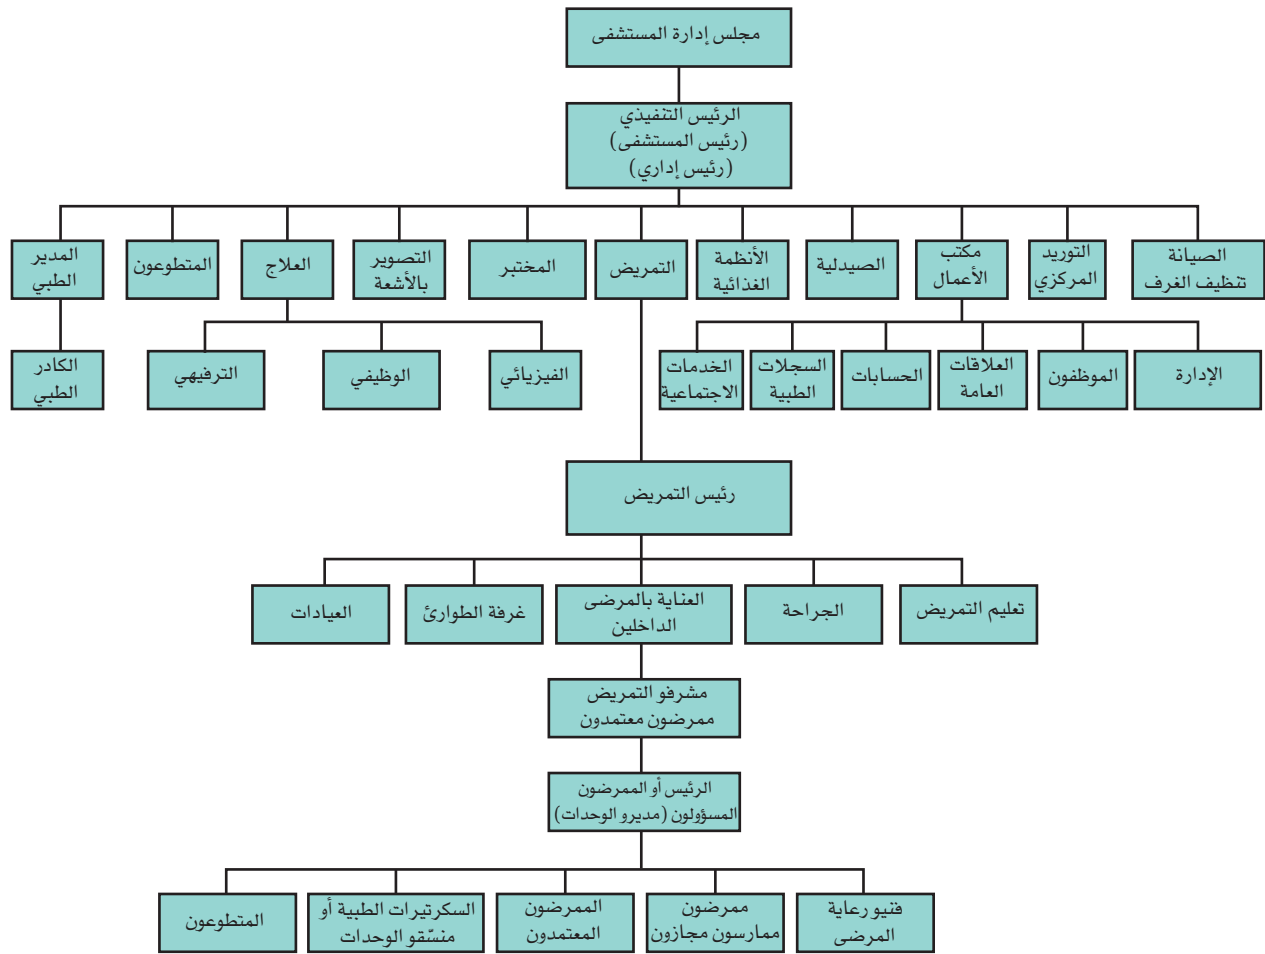 مجلس إدارة المستشفى
الرئيس التنفيذي
(رئيس المستشفى)
(رئيس إداري)
الصيانة
تنظيف الغرف
التوريد
المركزي
مكتب
الأعمال
الصيدلية
الأنظمة
الغذائية
التمريض
المختبر
التصوير
بالأشعة
العلاج
المتطوعون
المدير
الطبي
الإدارة
الموظفون
العلاقات
العامة
الحسابات
السجلات
الطبية
الخدمات
الاجتماعية
الفيزيائي
الوظيفي
الترفيهي
الكادر
الطبي
رئيس التمريض
تعليم التمريض
الجراحة
العناية بالمرضى
الداخلين
غرفة الطوارئ
العيادات
مشرفو التمريض
ممرضون معتمدون
الرئيس أو الممرضون
المسؤولون (مديرو الوحدات)
فنيو رعاية
المرضى
ممرضون
ممارسون مجازون
الممرضون
المعتمدون
السكرتيرات الطبية أو
منسّقو الوحدات
المتطوعون